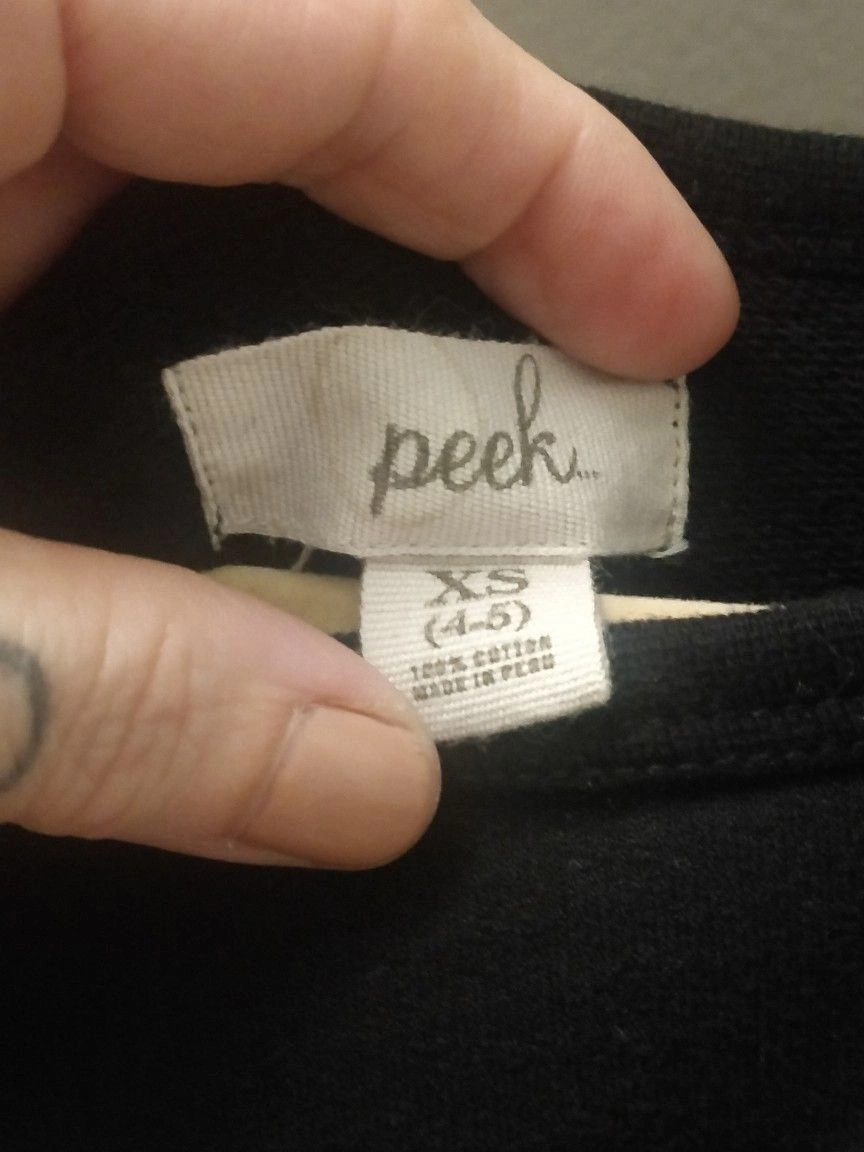 peek...
XS
(4-5)
100% COTTON
MADE IN PERU